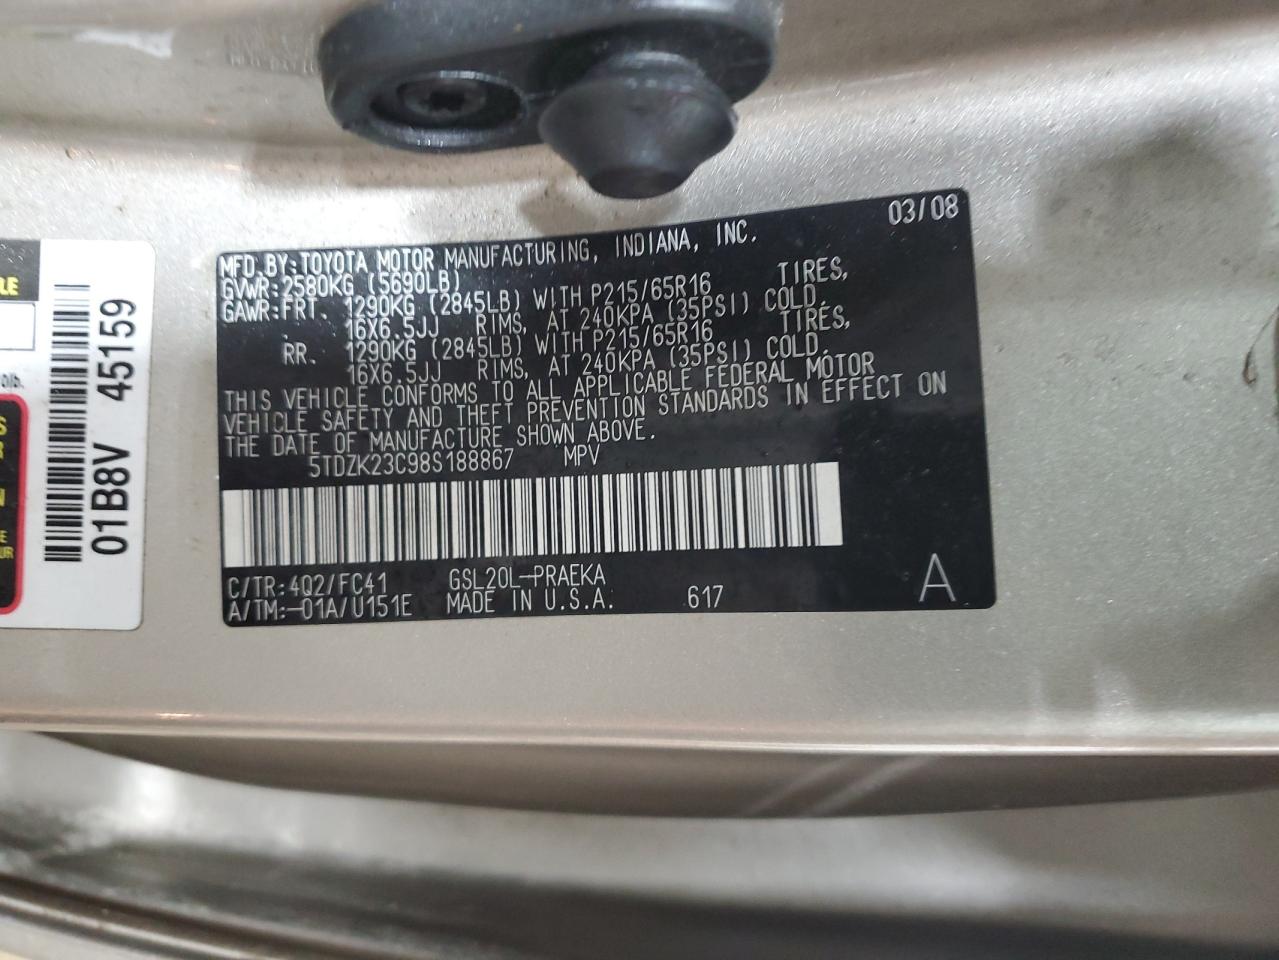 03/08
MFD.BY:TOYOTA MOTOR MANUFACTURING, INDIANA, INC.
GVWR:2580KG (5690LB)
GAWR:FRT. 1290KG (2845LB) WITH P215/65R16 TIRES,
16X6.5JJ RIMS, AT 240KPA (35PSI) COLD.
RR. 1290KG (2845LB) WITH P215/65R16 TIRES,
16X6.5JJ RIMS, AT 240KPA (35PSI) COLD.
THIS VEHICLE CONFORMS TO ALL APPLICABLE FEDERAL MOTOR
VEHICLE SAFETY AND THEFT PREVENTION STANDARDS IN EFFECT ON
THE DATE OF MANUFACTURE SHOWN ABOVE.
5TDZK23C98S188867 MPV
C/TR:4Q2/FC41 GSL20L-PRAEKA
A/TM:-01A/U151E MADE IN U.S.A. 617
A
01B8V 45159